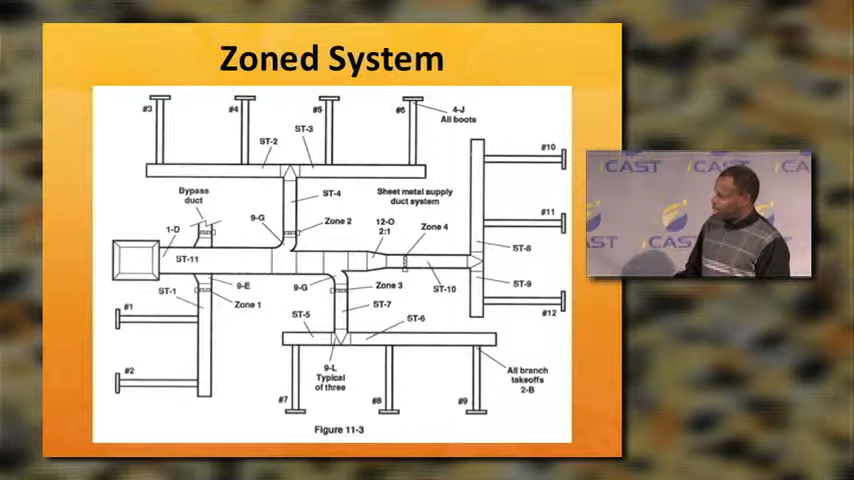 Zoned System
#3
#4
#5
#6
4-J
All boots
ST-2
ST-3
#10
Bypass
duct
ST-4
Sheet metal supply
duct system
9-G
Zone 2
12-O
2:1
Zone 4
#11
1-D
ST-11
ST-8
9-E
ST-1
Zone 1
9-G
Zone 3
ST-10
ST-9
#1
ST-7
ST-5
ST-6
#12
#2
9-L
Typical
of three
All branch
takeoffs
2-B
#7
#8
#9
Figure 11-3
iCAST
CAST